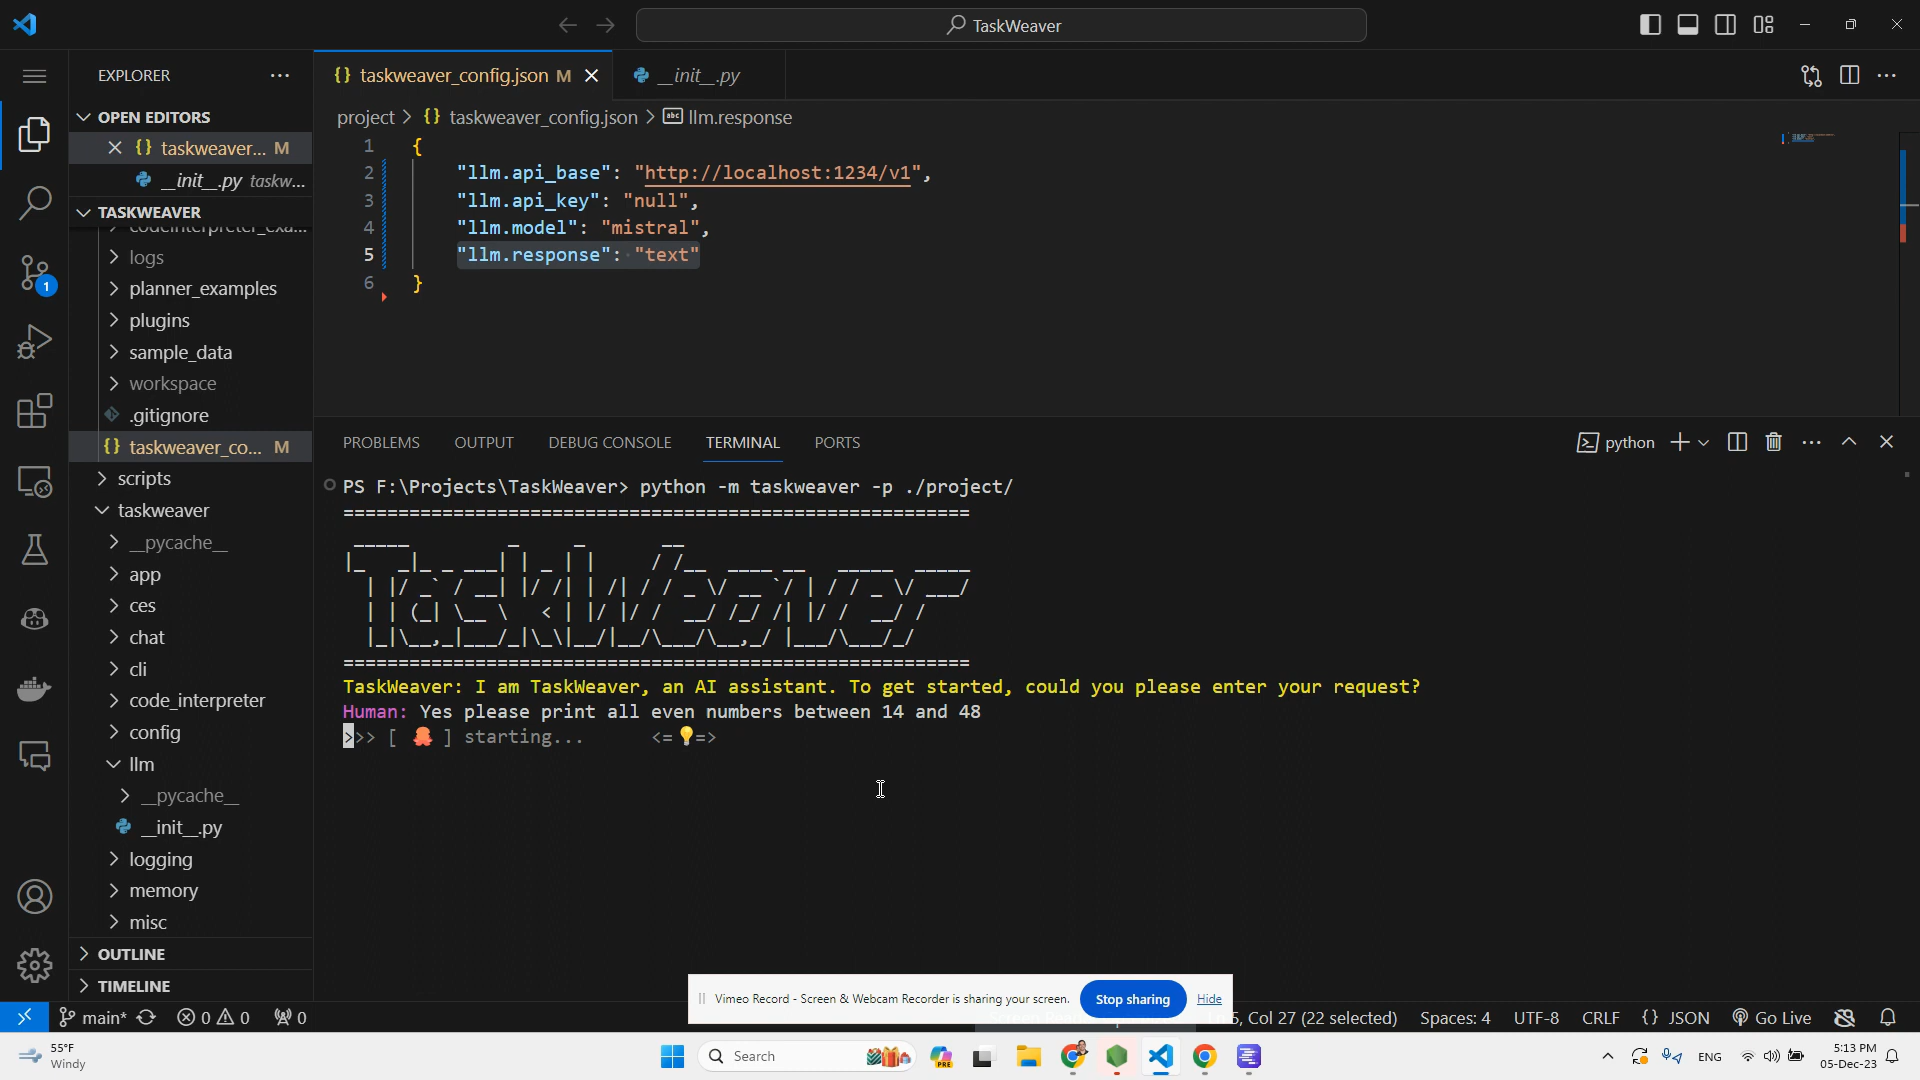 TaskWeaver
EXPLORER
OPEN EDITORS
taskweaver... M
__init__.py taskw...
TASKWEAVER
codeinterpreter_exa...
logs
planner_examples
plugins
sample_data
workspace
.gitignore
{} taskweaver_co... M
scripts
taskweaver
__pycache__
app
ces
chat
cli
code_interpreter
config
llm
__pycache__
__init__.py
logging
memory
misc
OUTLINE
TIMELINE
1
{} taskweaver_config.json M
__init__.py
project > {} taskweaver_config.json > llm.response
1 {
2 "llm.api_base": "http://localhost:1234/v1",
3 "llm.api_key": "null",
4 "llm.model": "mistral",
5 "llm.response": "text"
6 }
PROBLEMS OUTPUT DEBUG CONSOLE TERMINAL PORTS
python
PS F:\Projects\TaskWeaver> python -m taskweaver -p ./project/
=========================================================
TaskWeaver
=========================================================
TaskWeaver: I am TaskWeaver, an AI assistant. To get started, could you please enter your request?
Human: Yes please print all even numbers between 14 and 48
>>> [ 🐙 ] starting... <=💡=>
Vimeo Record - Screen & Webcam Recorder is sharing your screen. Stop sharing Hide
main* 0 0 0
5, Col 27 (22 selected) Spaces: 4 UTF-8 CRLF {} JSON Go Live
55°F
Windy
Search
PRE
ENG
5:13 PM
05-Dec-23